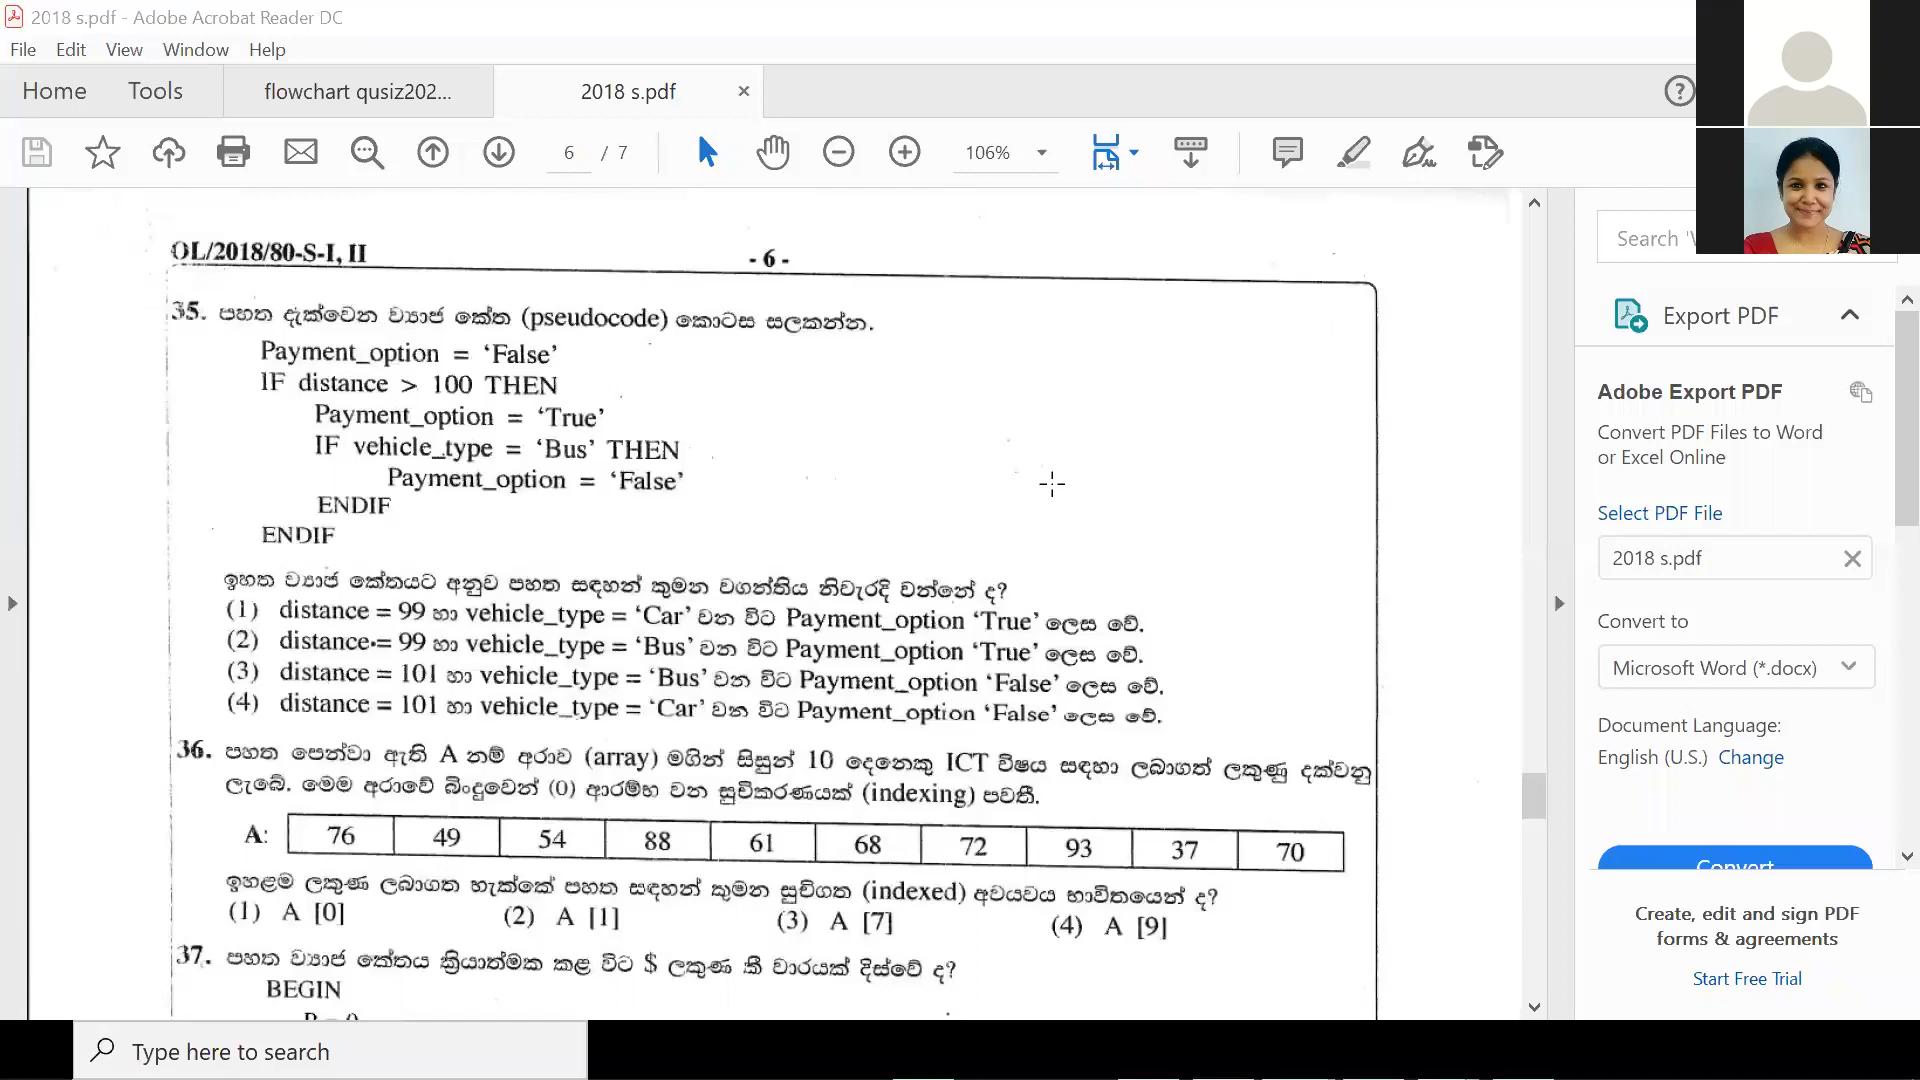 2018 s.pdf - Adobe Acrobat Reader DC
File Edit View Window Help
Home Tools flowchart qusiz202... 2018 s.pdf ×
6 / 7 106%
OL/2018/80-S-I, II - 6 -
35. පහත දැක්වෙන ව්‍යාජ කේත (pseudocode) කොටස සලකන්න.
Payment_option = ‘False’
IF distance > 100 THEN
Payment_option = ‘True’
IF vehicle_type = ‘Bus’ THEN
Payment_option = ‘False’
ENDIF
ENDIF
ඉහත ව්‍යාජ කේතයට අනුව පහත සඳහන් කුමන වගන්තිය නිවැරදි වන්නේ ද?
(1) distance = 99 හා vehicle_type = ‘Car’ වන විට Payment_option ‘True’ ලෙස වේ.
(2) distance = 99 හා vehicle_type = ‘Bus’ වන විට Payment_option ‘True’ ලෙස වේ.
(3) distance = 101 හා vehicle_type = ‘Bus’ වන විට Payment_option ‘False’ ලෙස වේ.
(4) distance = 101 හා vehicle_type = ‘Car’ වන විට Payment_option ‘False’ ලෙස වේ.
36. පහත පෙන්වා ඇති A නම් අරාව (array) මගින් සිසුන් 10 දෙනෙකු ICT විෂය සඳහා ලබාගත් ලකුණු දක්වනු
ලැබේ. මෙම අරාවේ බිංදුවෙන් (0) ආරම්භ වන සුචිකරණයක් (indexing) පවතී.
A: 76 49 54 88 61 68 72 93 37 70
ඉහළම ලකුණ ලබාගත හැක්කේ පහත සඳහන් කුමන සුචිගත (indexed) අවයවය භාවිතයෙන් ද?
(1) A [0] (2) A [1] (3) A [7] (4) A [9]
37. පහත ව්‍යාජ කේතය ක්‍රියාත්මක කළ විට $ ලකුණ කී වාරයක් දිස්වේ ද?
BEGIN
Search
Export PDF
Adobe Export PDF
Convert PDF Files to Word
or Excel Online
Select PDF File
2018 s.pdf
Convert to
Microsoft Word (*.docx)
Document Language:
English (U.S.) Change
Convert
Create, edit and sign PDF
forms & agreements
Start Free Trial
Type here to search